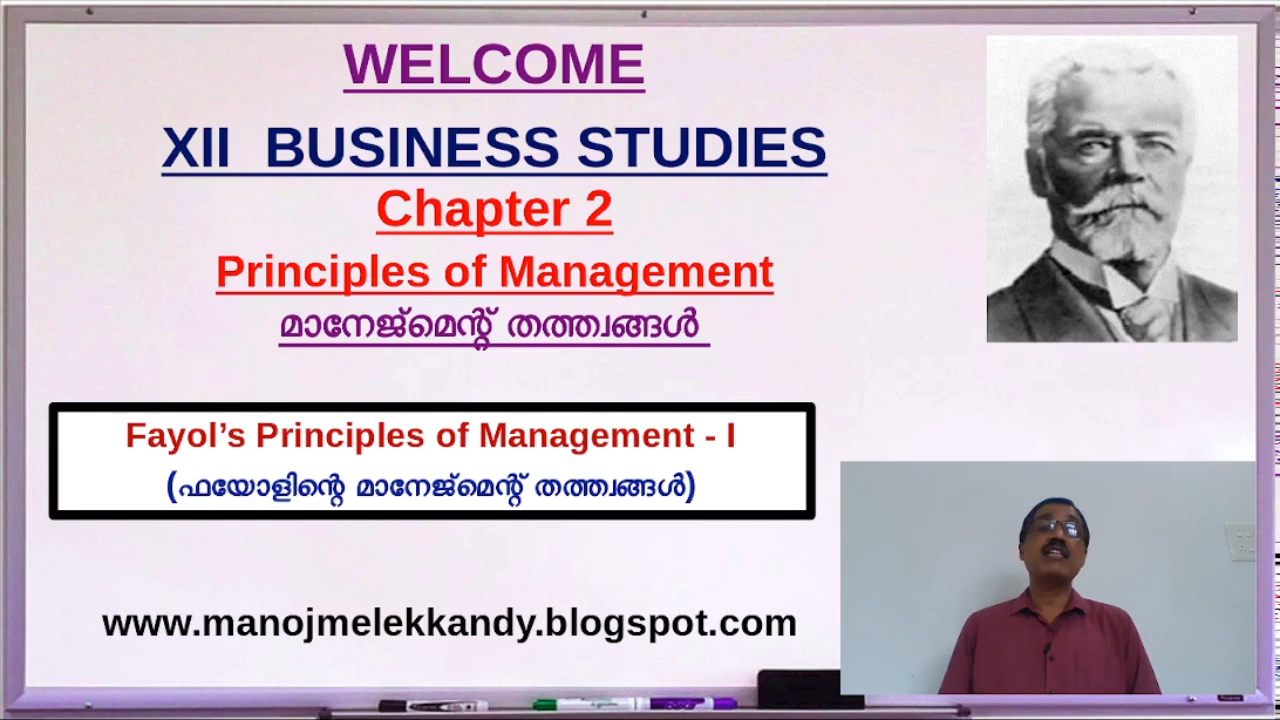 WELCOME
XII BUSINESS STUDIES
Chapter 2
Principles of Management
മാനേജ്മെന്റ് തത്ത്വങ്ങൾ
Fayol’s Principles of Management - I
(ഫയോളിന്റെ മാനേജ്മെന്റ് തത്ത്വങ്ങൾ)
www.manojmelekkandy.blogspot.com